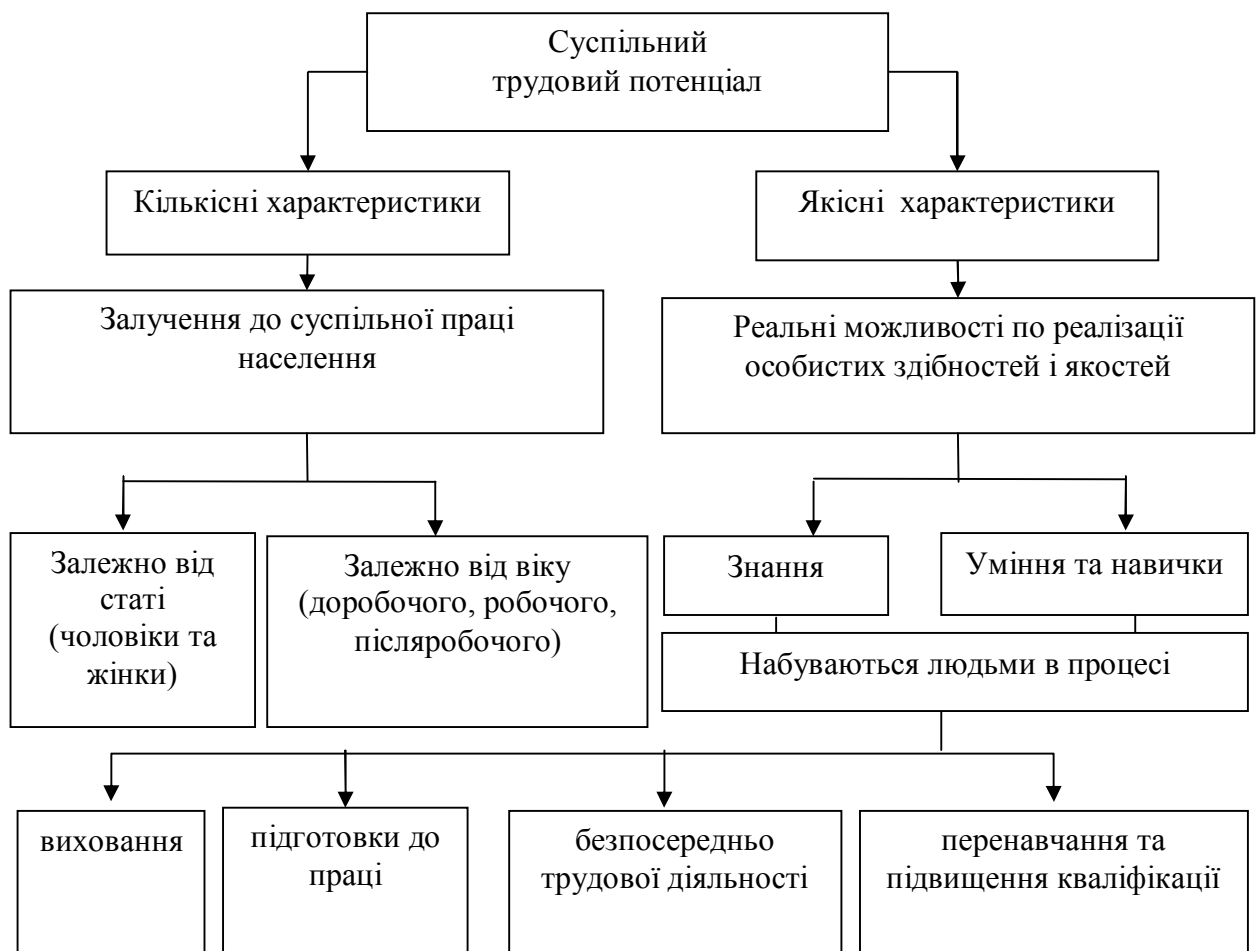 Суспільний
трудовий потенціал
Кількісні характеристики
Якісні характеристики
Залучення до суспільної праці
населення
Реальні можливості по реалізації
особистих здібностей і якостей
Залежно від
статі
(чоловіки та
жінки)
Залежно від віку
(доробочого, робочого,
післяробочого)
Знання
Уміння та навички
Набуваються людьми в процесі
виховання
підготовки до
праці
безпосередньо
трудової діяльності
перенавчання та
підвищення кваліфікації